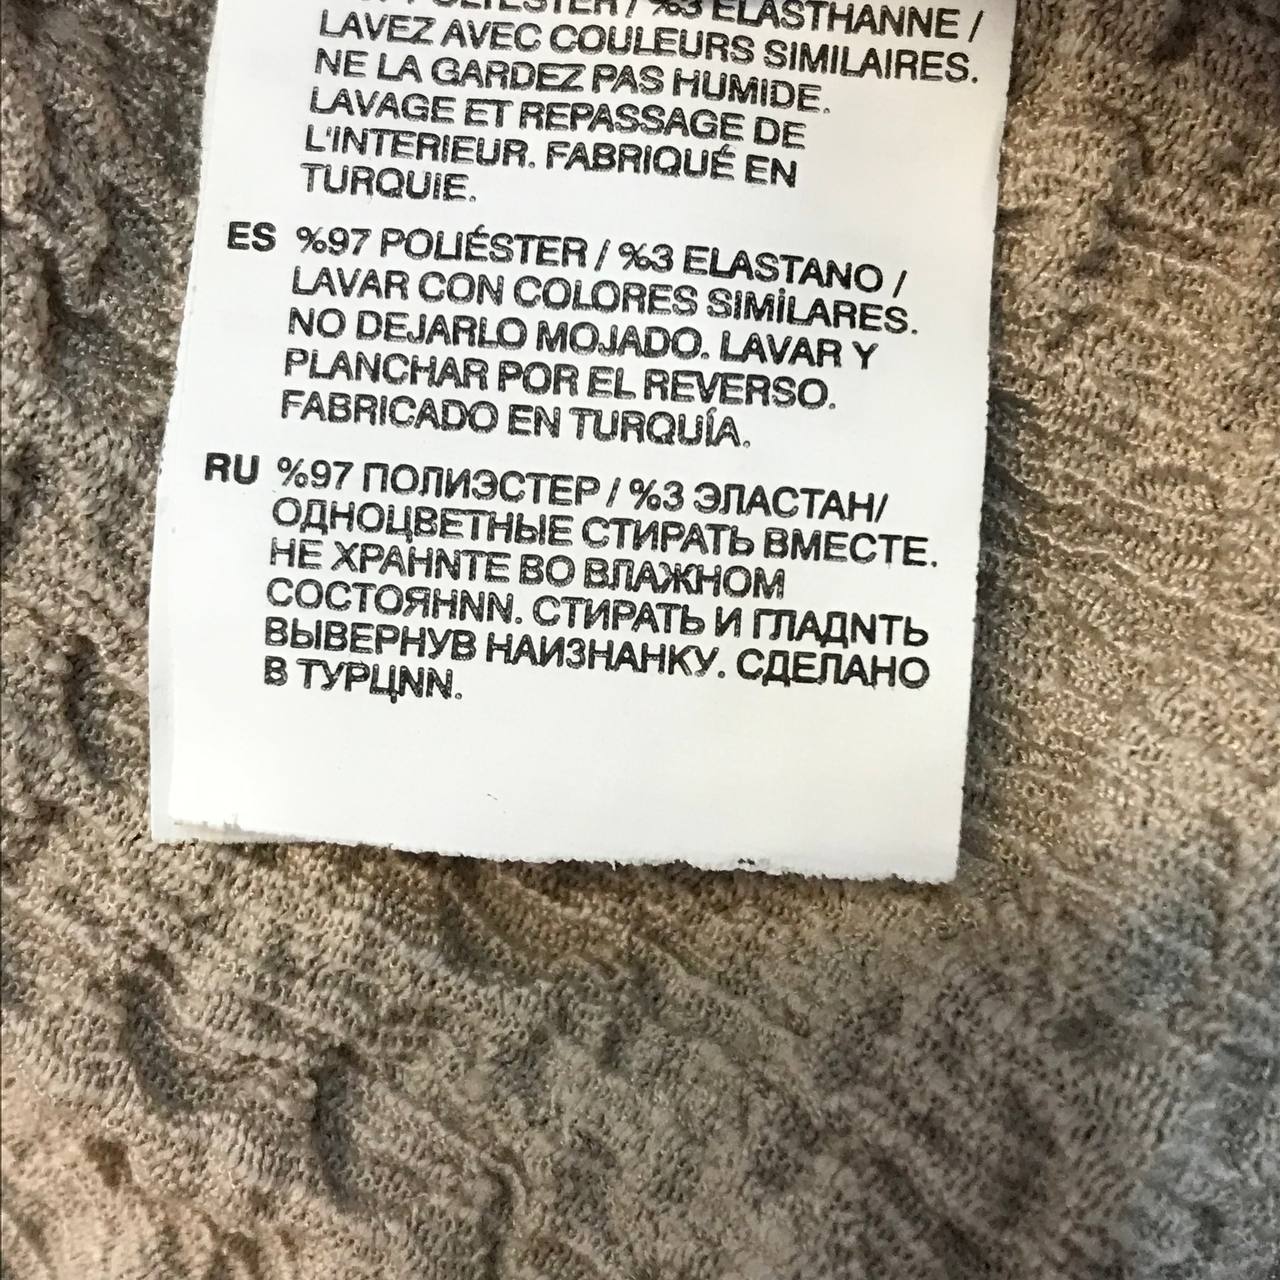 POLYESTER / %3 ELASTHANNE /
LAVEZ AVEC COULEURS SIMILAIRES.
NE LA GARDEZ PAS HUMIDE.
LAVAGE ET REPASSAGE DE
L'INTERIEUR. FABRIQUÉ EN
TURQUIE.
ES %97 POLIÉSTER / %3 ELASTANO /
LAVAR CON COLORES SIMİLARES.
NO DEJARLO MOJADO. LAVAR Y
PLANCHAR POR EL REVERSO.
FABRICADO EN TURQUÍA.
RU %97 ПОЛИЭСТЕР / %3 ЭЛАСТАН/
ОДНОЦВЕТНЫЕ СТИРАТЬ ВМЕСТЕ.
НЕ ХРАНNТЕ ВО ВЛАЖНОМ
СОСТОЯНNN. СТИРАТЬ И ГЛАДNТЬ
ВЫВЕРНУВ НАИЗНАНКУ. СДЕЛАНО
В ТУРЦNN.